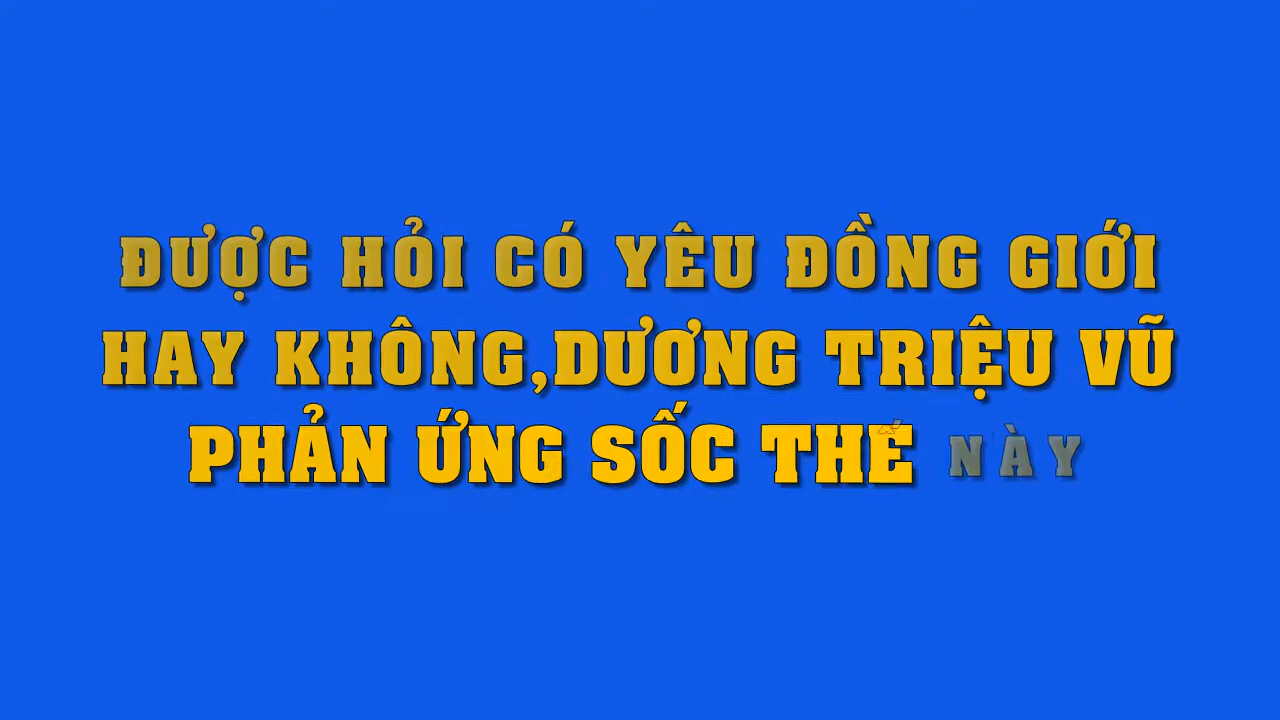 ĐƯỢC HỎI CÓ YÊU ĐỒNG GIỚI
HAY KHÔNG,DƯƠNG TRIỆU VŨ
PHẢN ỨNG SỐC THẾ NÀY